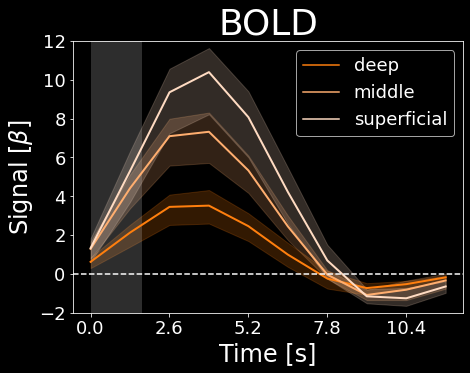 BOLD
Signal [β]
12
10
8
6
4
2
0
−2
deep
middle
superficial
0.0 2.6 5.2 7.8 10.4
Time [s]